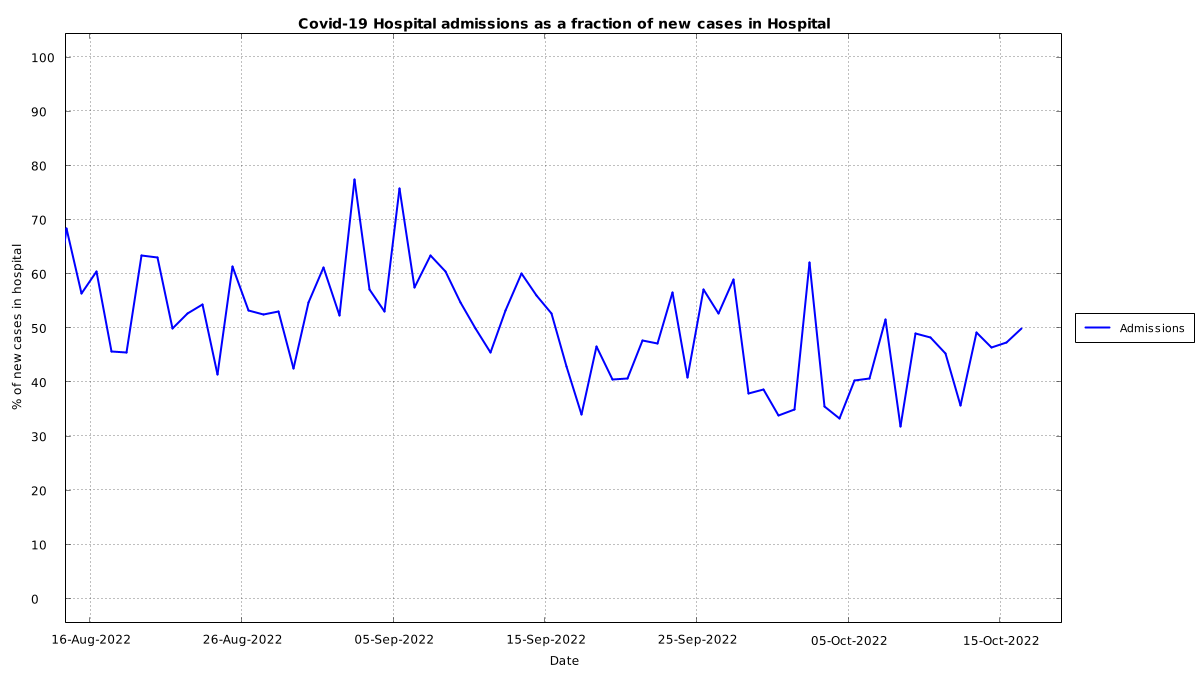 Covid-19 Hospital admissions as a fraction of new cases in Hospital
100
90
80
70
60
50
40
30
20
10
0
% of new cases in hospital
16-Aug-2022
26-Aug-2022
05-Sep-2022
15-Sep-2022
25-Sep-2022
05-Oct-2022
15-Oct-2022
Date
Admissions